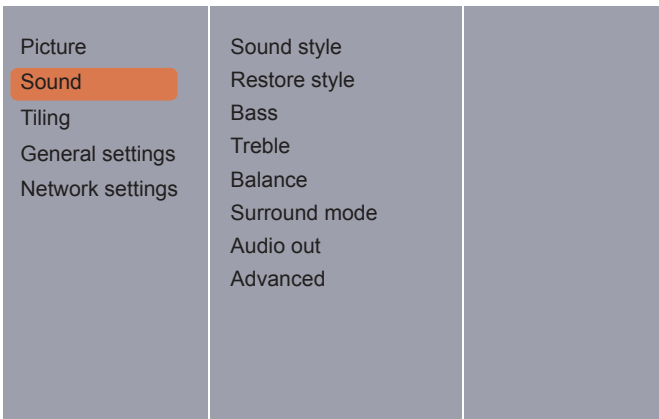 Picture
Sound
Tiling
General settings
Network settings
Sound style
Restore style
Bass
Treble
Balance
Surround mode
Audio out
Advanced